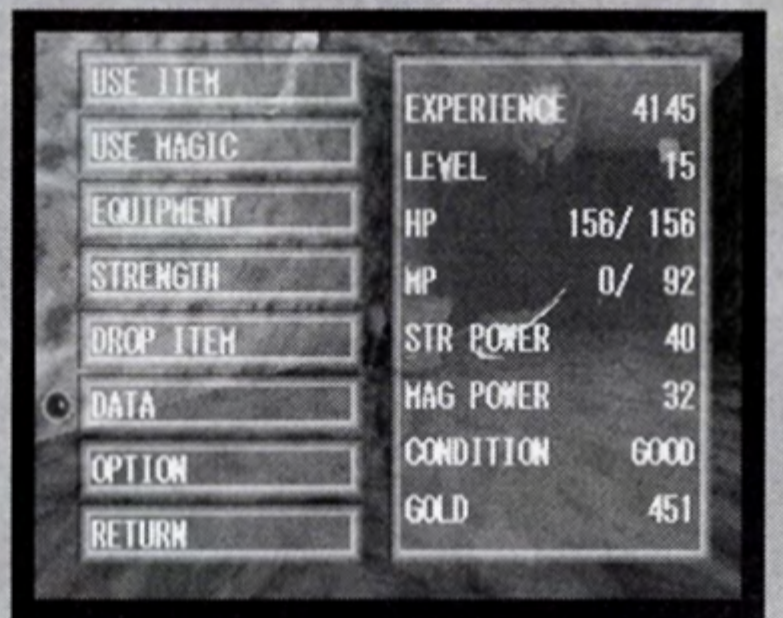 USE ITEM
USE MAGIC
EQUIPMENT
STRENGTH
DROP ITEM
DATA
OPTION
RETURN
EXPERIENCE 4145
LEVEL 15
HP 156/ 156
MP 0/ 92
STR POWER 40
MAG POWER 32
CONDITION GOOD
GOLD 451